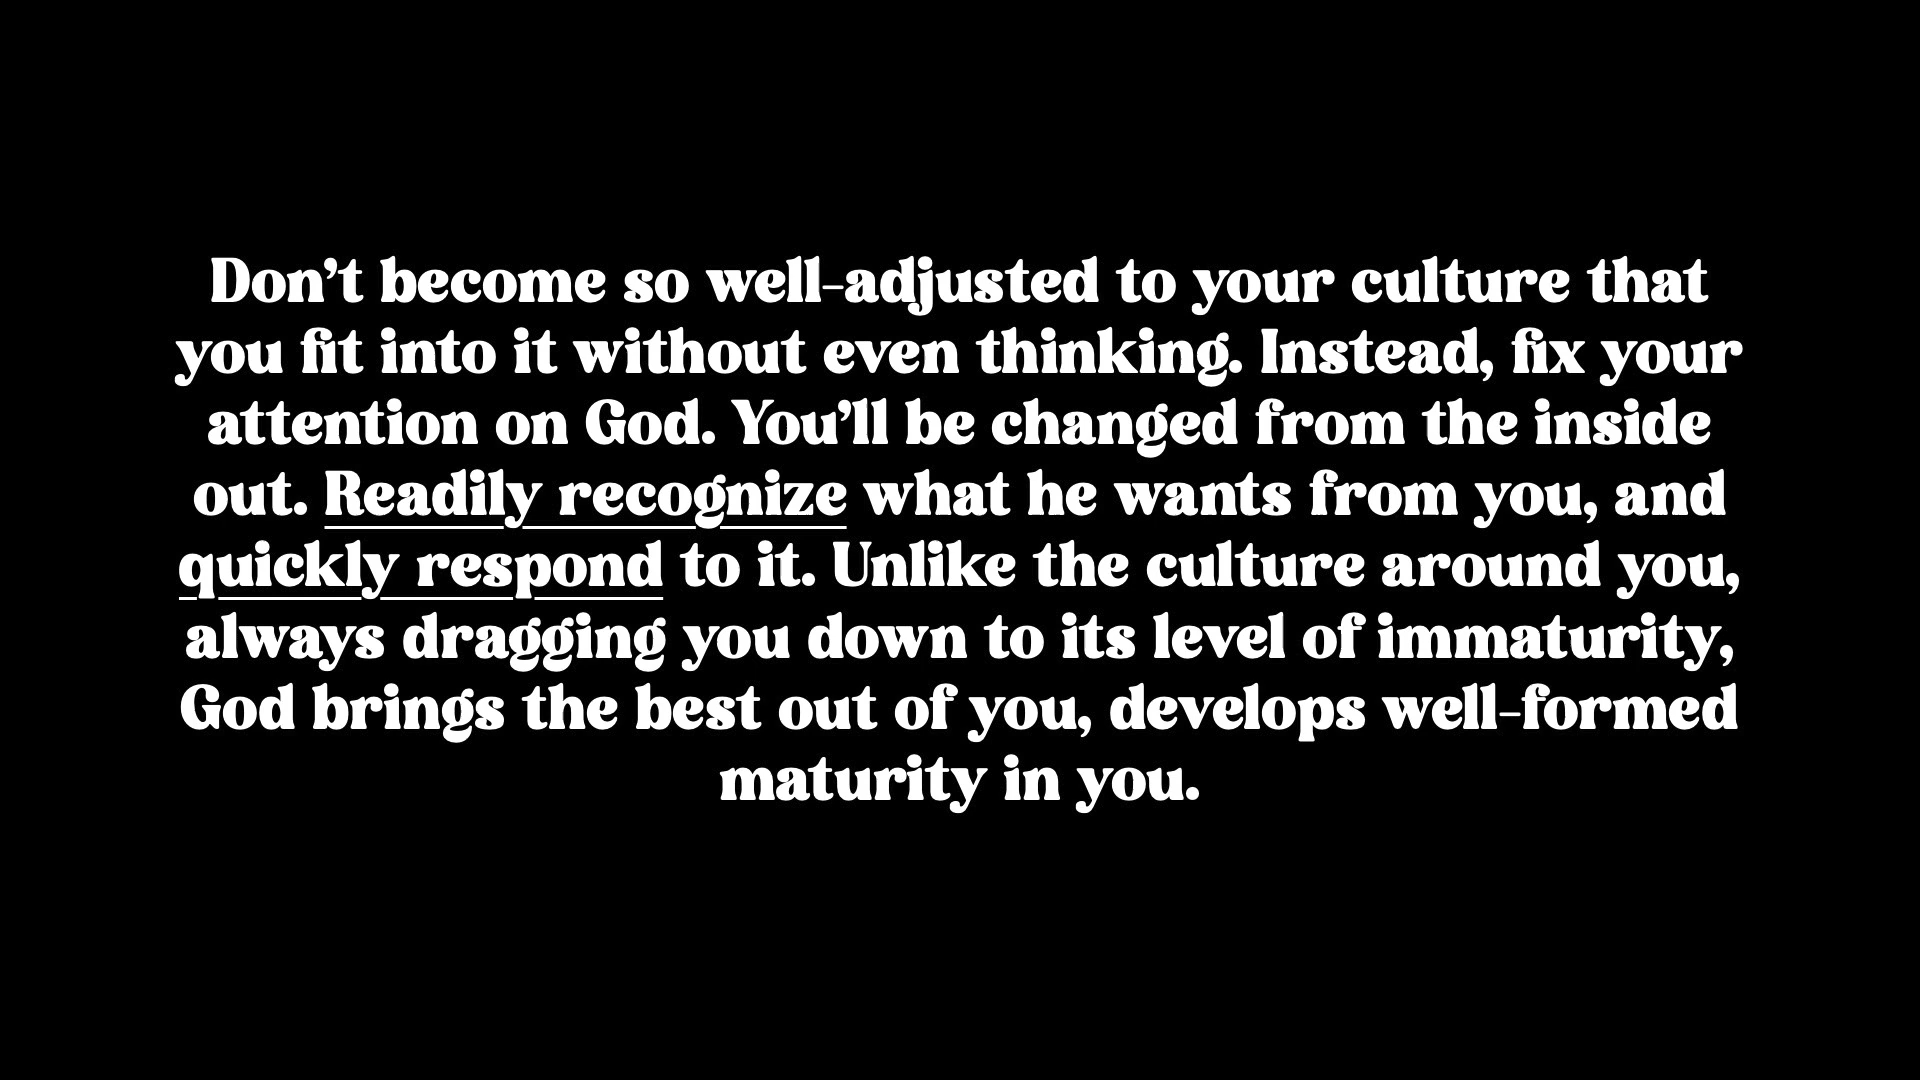 Don’t become so well-adjusted to your culture that
you fit into it without even thinking. Instead, fix your
attention on God. You’ll be changed from the inside
out. Readily recognize what he wants from you, and
quickly respond to it. Unlike the culture around you,
always dragging you down to its level of immaturity,
God brings the best out of you, develops well-formed
maturity in you.